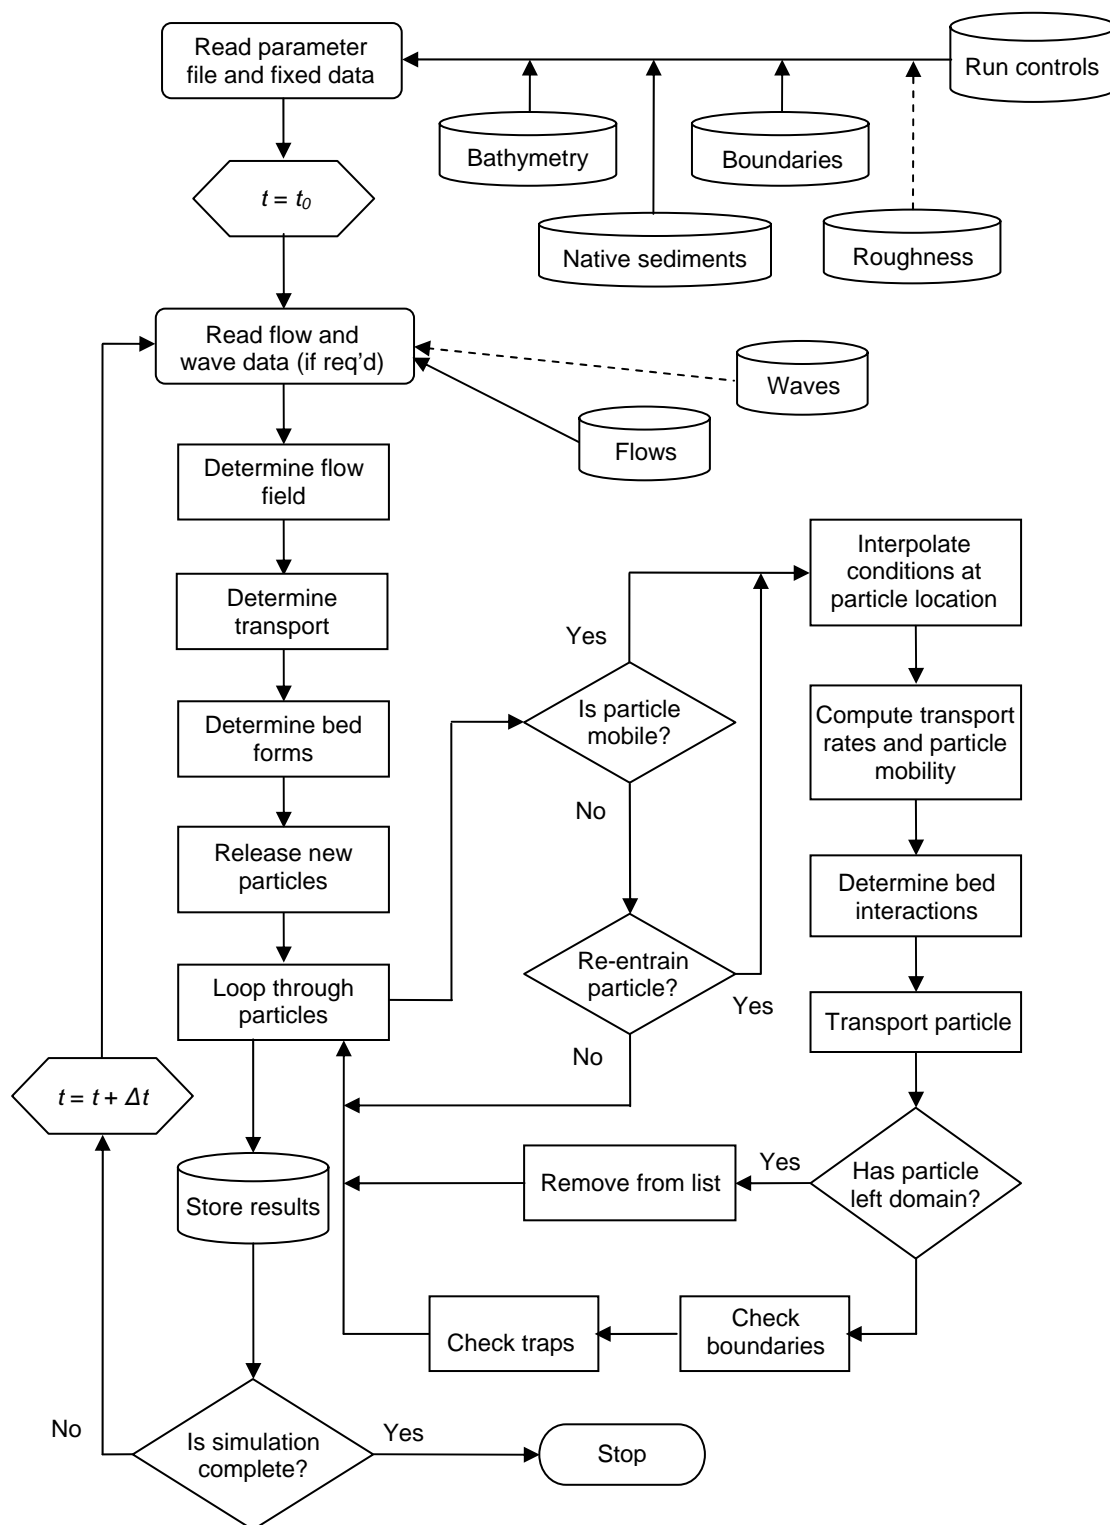 Read parameter
file and fixed data
Run controls
Bathymetry
Boundaries
t = t0
Native sediments
Roughness
Read flow and
wave data (if req'd)
Waves
Flows
Determine flow
field
Interpolate
conditions at
particle location
Determine
transport
Yes
Is particle
mobile?
Compute transport
rates and particle
mobility
Determine bed
forms
No
Release new
particles
Determine bed
interactions
Re-entrain
particle?
Yes
Loop through
particles
Transport particle
No
t = t + Δt
Has particle
left domain?
Yes
Remove from list
Store results
Check
boundaries
Check traps
No
Is simulation
complete?
Yes
Stop